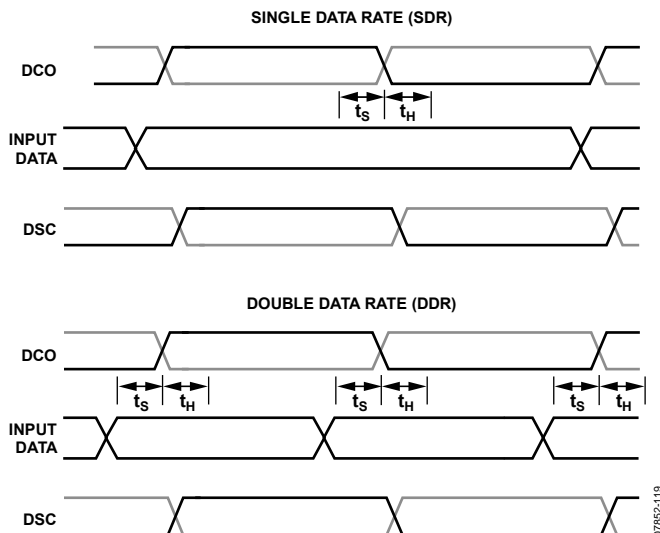 SINGLE DATA RATE (SDR)
DCO
tS tH
INPUT
DATA
DSC
DOUBLE DATA RATE (DDR)
DCO
tS tH tS tH tS tH
INPUT
DATA
DSC
07852-119